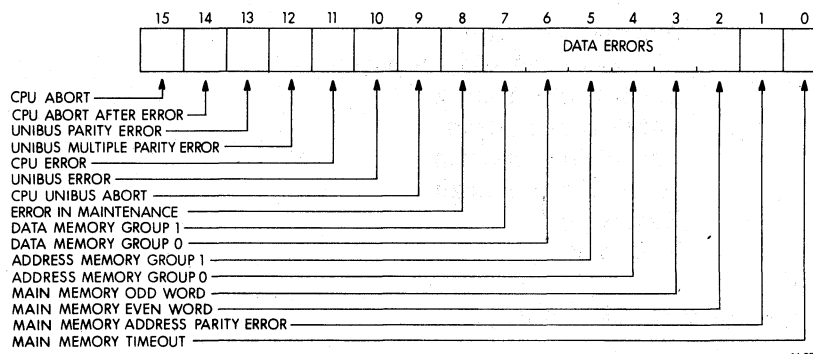 15 14 13 12 11 10 9 8 7 6 5 4 3 2 1 0
DATA ERRORS
CPU ABORT
CPU ABORT AFTER ERROR
UNIBUS PARITY ERROR
UNIBUS MULTIPLE PARITY ERROR
CPU ERROR
UNIBUS ERROR
CPU UNIBUS ABORT
ERROR IN MAINTENANCE
DATA MEMORY GROUP 1
DATA MEMORY GROUP 0
ADDRESS MEMORY GROUP 1
ADDRESS MEMORY GROUP 0
MAIN MEMORY ODD WORD
MAIN MEMORY EVEN WORD
MAIN MEMORY ADDRESS PARITY ERROR
MAIN MEMORY TIMEOUT